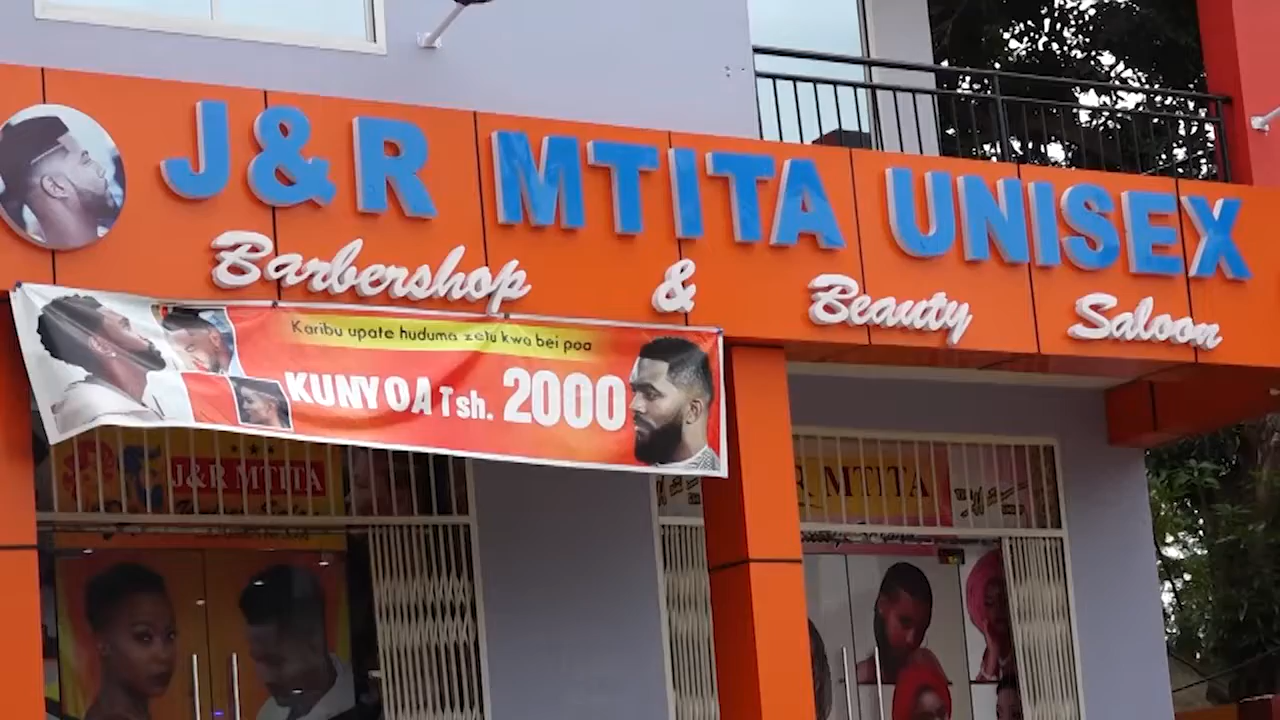 J&R MTITA UNISEX
Barbershop & Beauty Saloon
Karibu upate huduma zetu kwa bei poa
KUNYOA Tsh. 2000
J&R MTITA
R MTITA